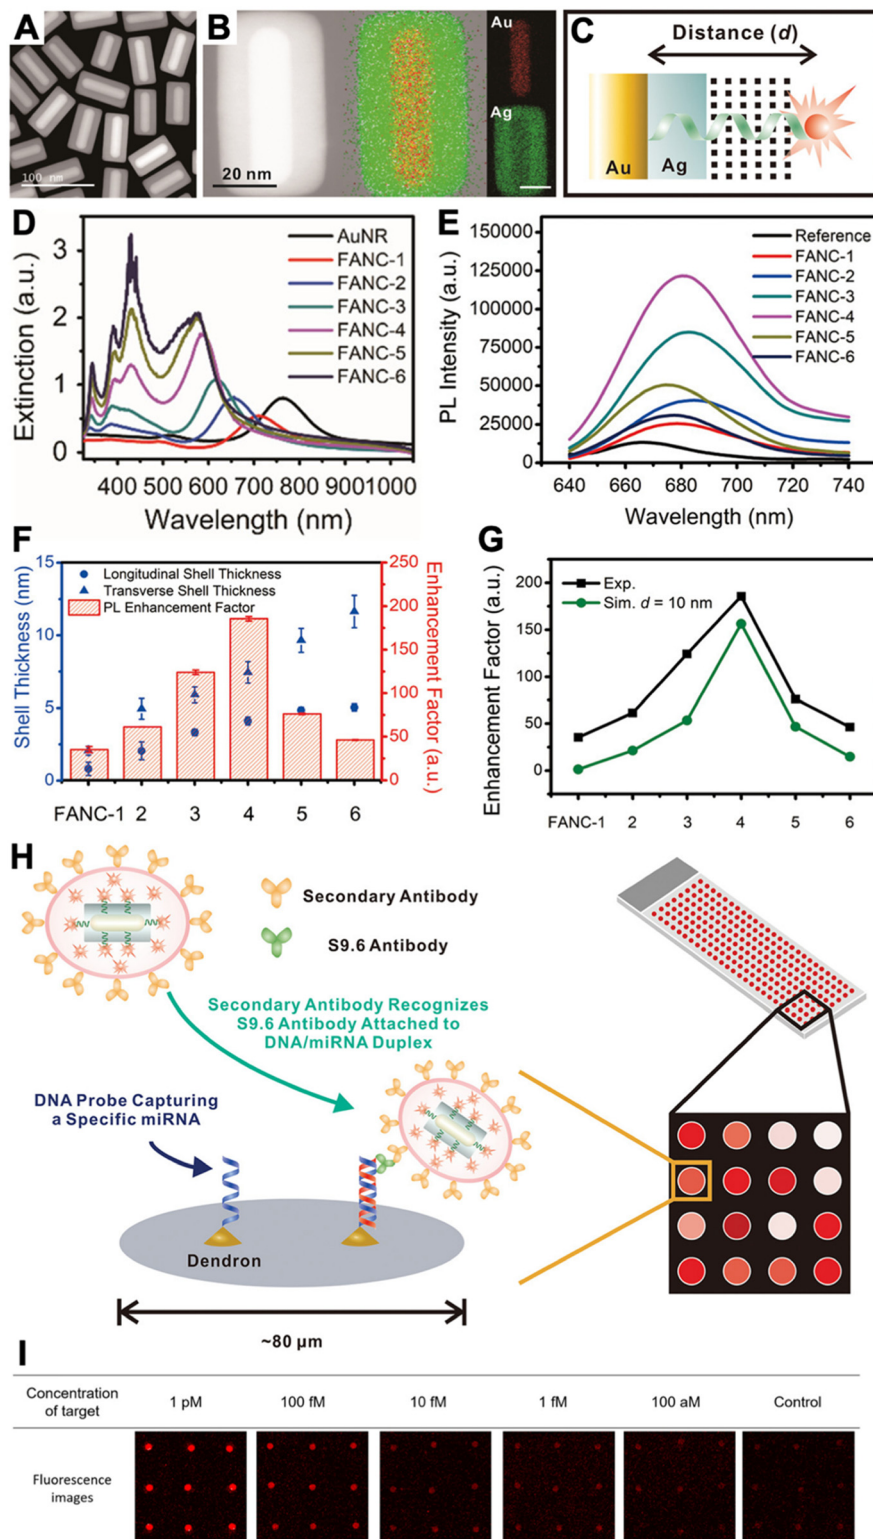 A
100 nm
B
20 nm
Au
Ag
C
Distance (d)
Au
Ag
D
Extinction (a.u.)
3
2
1
0
AuNR
FANC-1
FANC-2
FANC-3
FANC-4
FANC-5
FANC-6
400 500 600 700 800 900 1000
Wavelength (nm)
E
PL Intensity (a.u.)
150000
125000
100000
75000
50000
25000
0
Reference
FANC-1
FANC-2
FANC-3
FANC-4
FANC-5
FANC-6
640 660 680 700 720 740
Wavelength (nm)
F
Shell Thickness (nm)
15
10
5
0
Longitudinal Shell Thickness
Transverse Shell Thickness
PL Enhancement Factor
250
200
150
100
50
0
Enhancement Factor (a.u.)
FANC-1 2 3 4 5 6
G
Enhancement Factor (a.u.)
200
150
100
50
0
Exp.
Sim. d = 10 nm
FANC-1 2 3 4 5 6
H
Secondary Antibody
S9.6 Antibody
Secondary Antibody Recognizes
S9.6 Antibody Attached to
DNA/miRNA Duplex
DNA Probe Capturing
a Specific miRNA
Dendron
~80 μm
I
Concentration
of target
1 pM
100 fM
10 fM
1 fM
100 aM
Control
Fluorescence
images